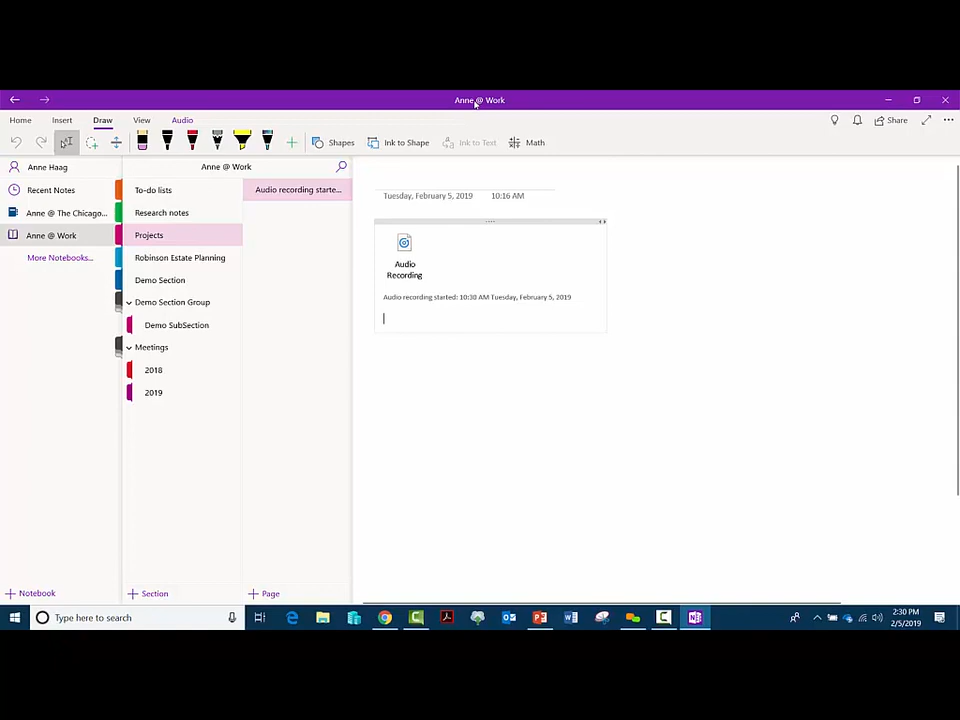 Anne @ Work
Home Insert Draw View Audio
Share
Shapes Ink to Shape Ink to Text Math
Anne Haag
Recent Notes
Anne @ The Chicago...
Anne @ Work
More Notebooks...
Anne @ Work
To-do lists
Research notes
Projects
Robinson Estate Planning
Demo Section
Demo Section Group
Demo SubSection
Meetings
2018
2019
Audio recording starte...
Tuesday, February 5, 2019 10:16 AM
Audio
Recording
Audio recording started: 10:30 AM Tuesday, February 5, 2019
+ Notebook
+ Section
+ Page
Type here to search
2:30 PM
2/5/2019